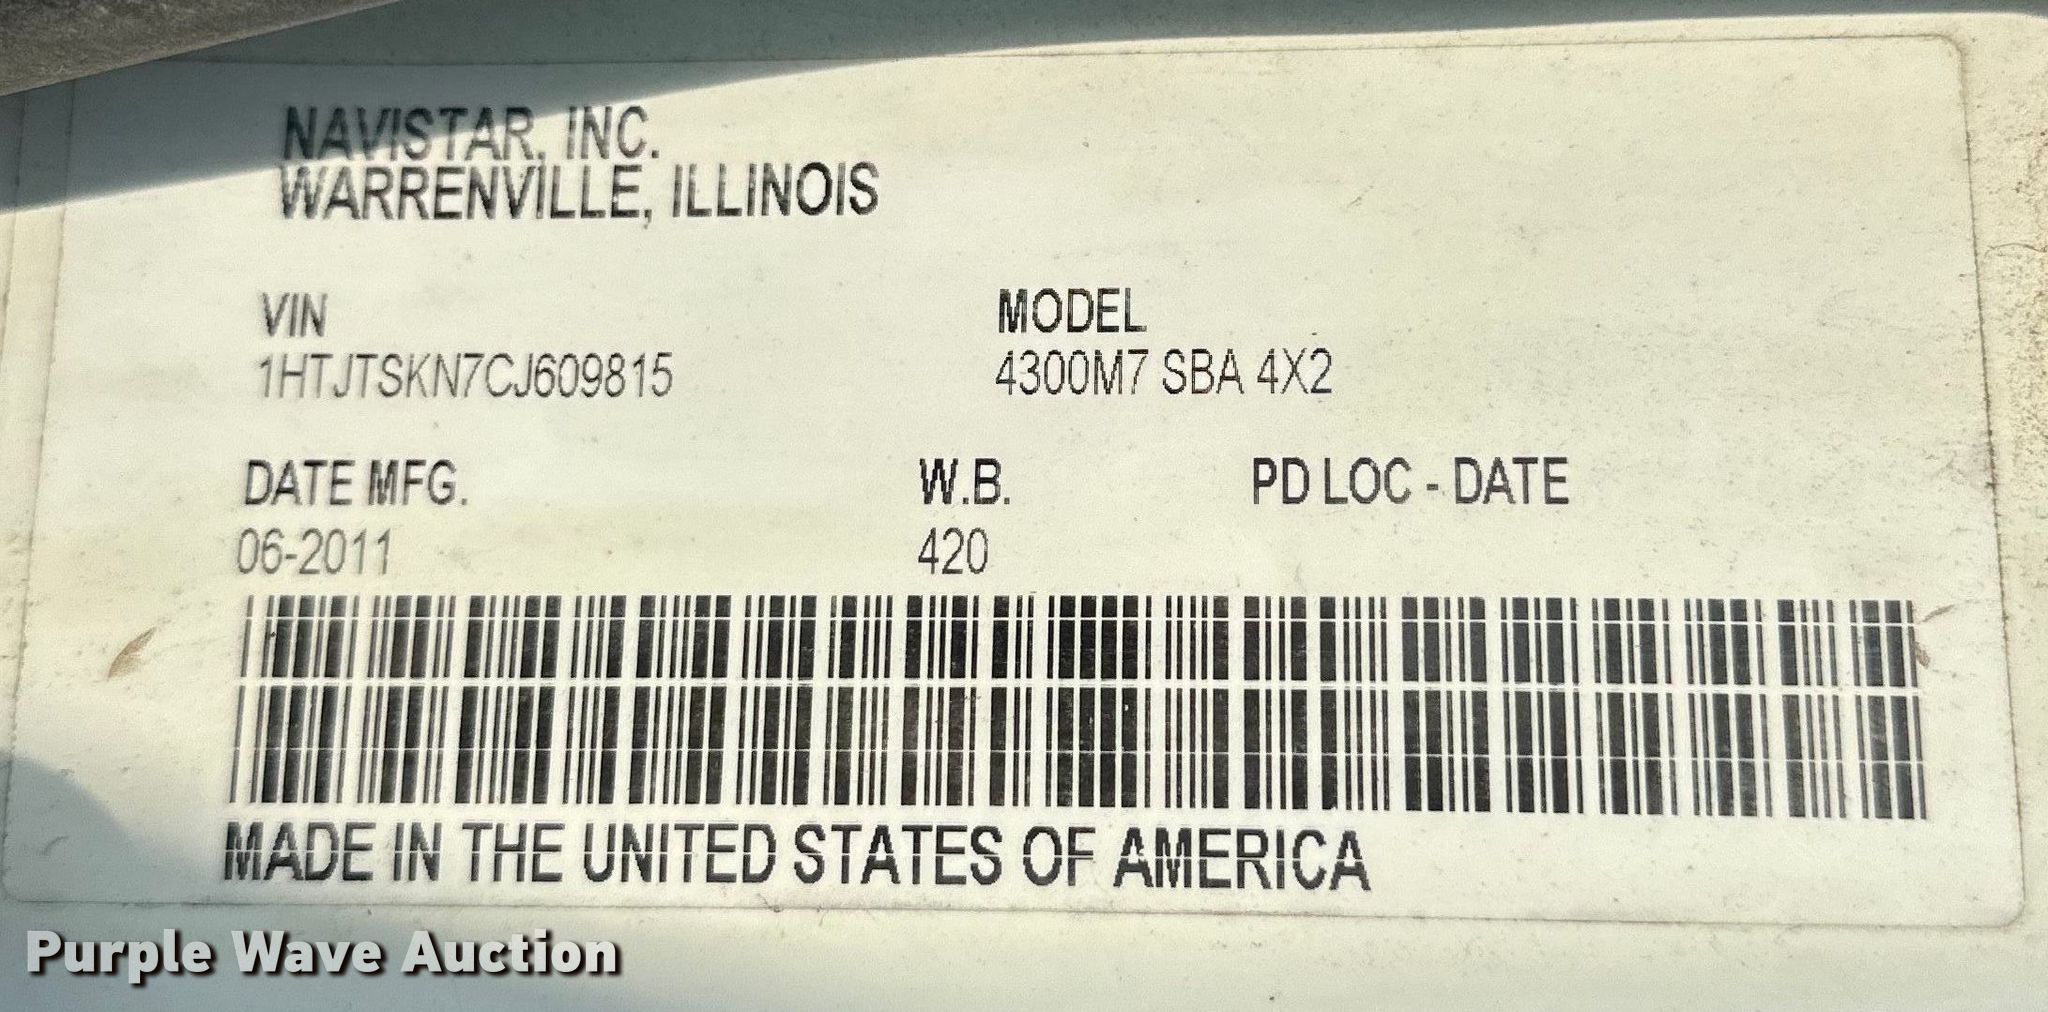 NAVISTAR, INC.
WARRENVILLE, ILLINOIS
VIN MODEL
1HTJTSKN7CJ609815 4300M7 SBA 4X2
DATE MFG. W.B. PD LOC - DATE
06-2011 420
MADE IN THE UNITED STATES OF AMERICA
Purple Wave Auction